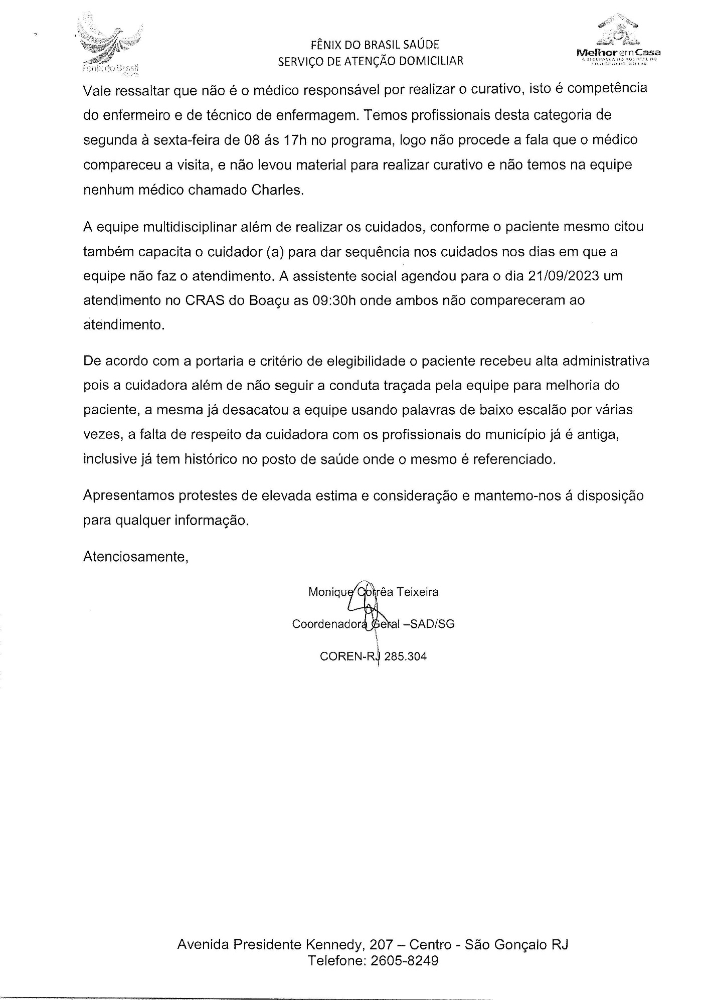 Fenix do Brasil
FÊNIX DO BRASIL SAÚDE
SERVIÇO DE ATENÇÃO DOMICILIAR
Melhor em Casa
A SEGURANÇA DO HOSPITAL NO
CONFORTO DO SEU LAR
Vale ressaltar que não é o médico responsável por realizar o curativo, isto é competência
do enfermeiro e de técnico de enfermagem. Temos profissionais desta categoria de
segunda à sexta-feira de 08 ás 17h no programa, logo não procede a fala que o médico
compareceu a visita, e não levou material para realizar curativo e não temos na equipe
nenhum médico chamado Charles.
A equipe multidisciplinar além de realizar os cuidados, conforme o paciente mesmo citou
também capacita o cuidador (a) para dar sequência nos cuidados nos dias em que a
equipe não faz o atendimento. A assistente social agendou para o dia 21/09/2023 um
atendimento no CRAS do Boaçu as 09:30h onde ambos não compareceram ao
atendimento.
De acordo com a portaria e critério de elegibilidade o paciente recebeu alta administrativa
pois a cuidadora além de não seguir a conduta traçada pela equipe para melhoria do
paciente, a mesma já desacatou a equipe usando palavras de baixo escalão por várias
vezes, a falta de respeito da cuidadora com os profissionais do município já é antiga,
inclusive já tem histórico no posto de saúde onde o mesmo é referenciado.
Apresentamos protestes de elevada estima e consideração e mantemo-nos á disposição
para qualquer informação.
Atenciosamente,
Monique Corrêa Teixeira
Coordenadora Geral –SAD/SG
COREN-RJ 285.304
Avenida Presidente Kennedy, 207 – Centro - São Gonçalo RJ
Telefone: 2605-8249